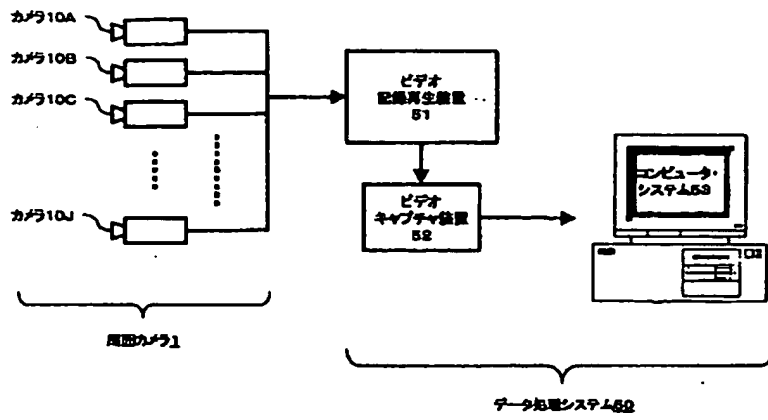 カメラ10A
カメラ10B
カメラ10C
カメラ10J
周囲カメラ1
ビデオ
記録再生装置
51
ビデオ
キャプチャ装置
52
コンピュータ・
システム53
データ処理システム50